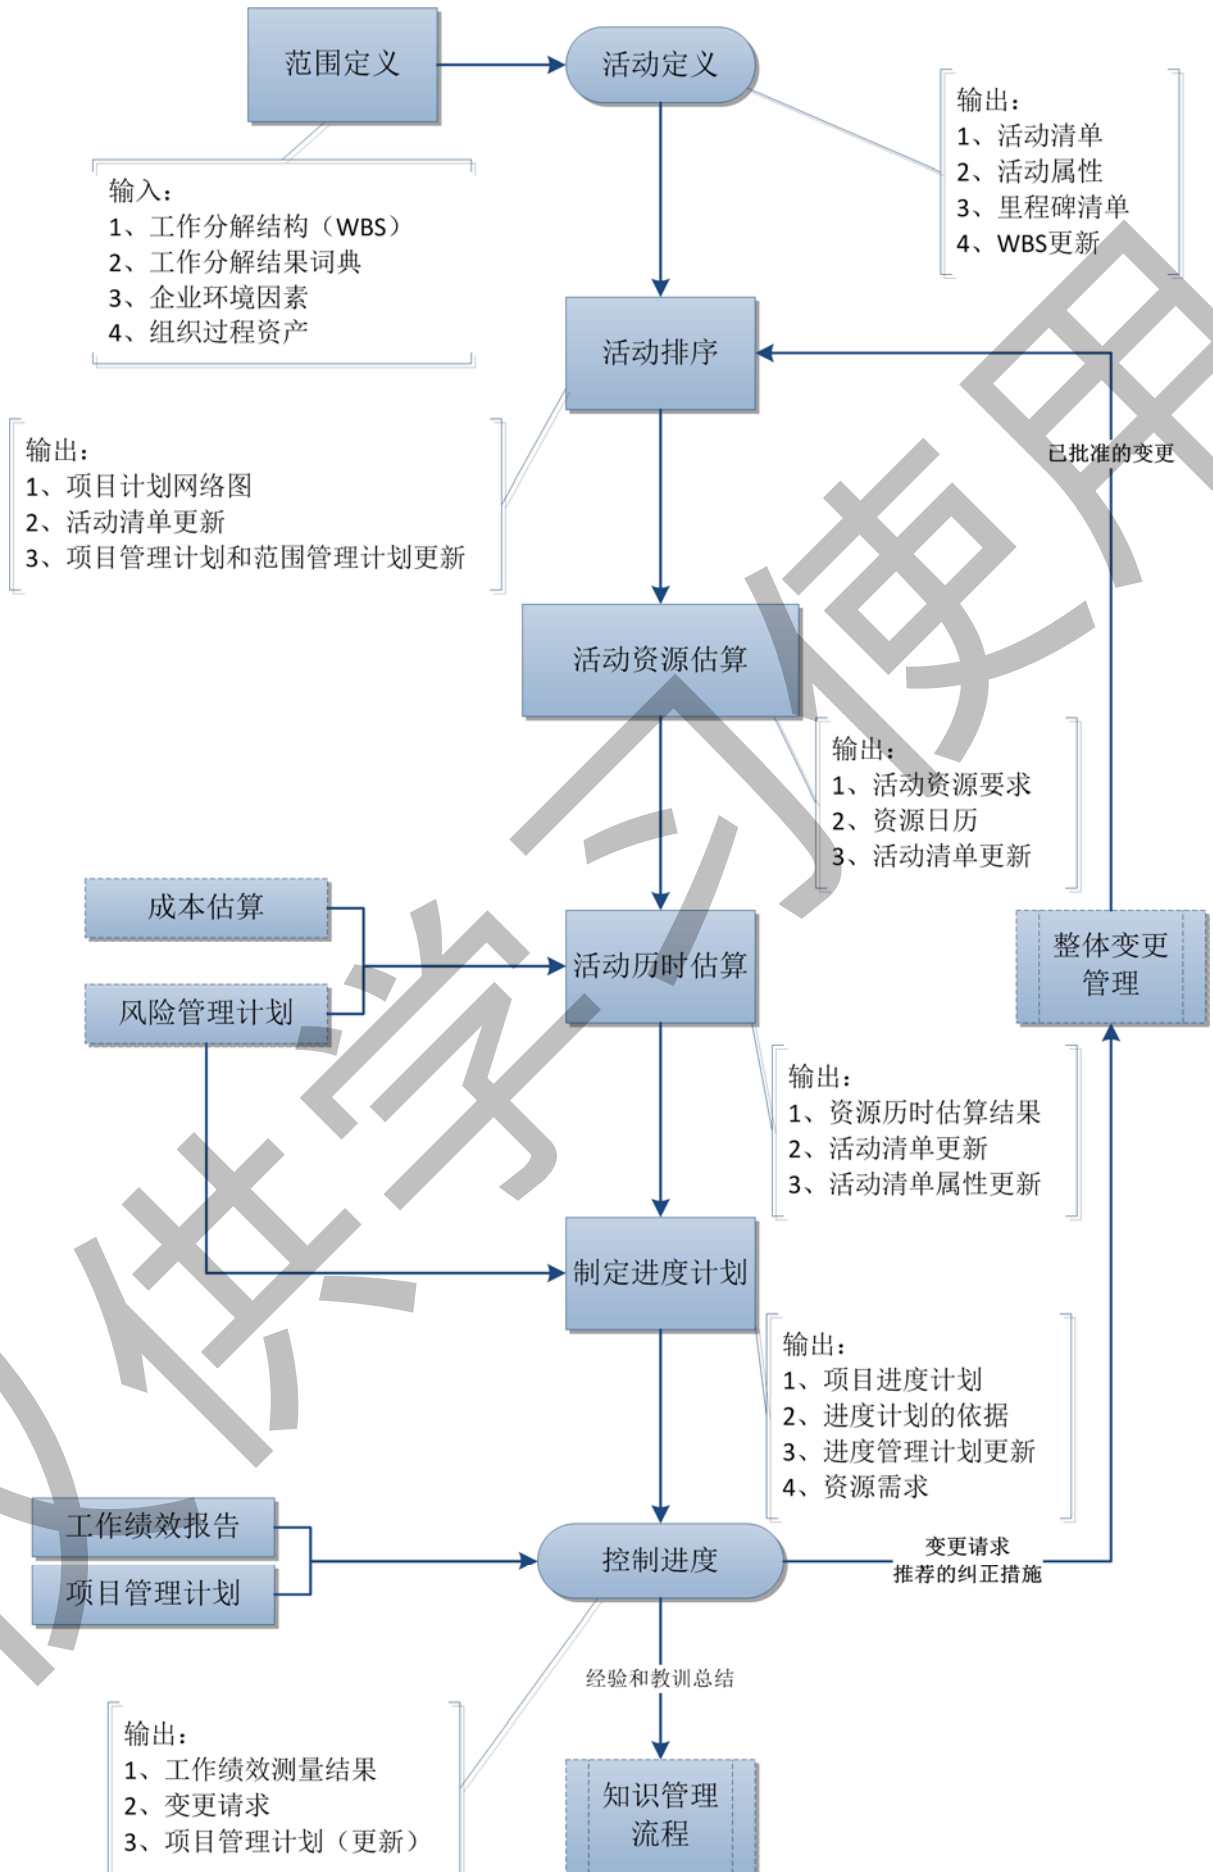 范围定义
活动定义
输出：
1、活动清单
2、活动属性
3、里程碑清单
4、WBS更新
输入：
1、工作分解结构（WBS）
2、工作分解结果词典
3、企业环境因素
4、组织过程资产
活动排序
已批准的变更
输出：
1、项目计划网络图
2、活动清单更新
3、项目管理计划和范围管理计划更新
活动资源估算
输出：
1、活动资源要求
2、资源日历
3、活动清单更新
成本估算
风险管理计划
活动历时估算
整体变更
管理
输出：
1、资源历时估算结果
2、活动清单更新
3、活动清单属性更新
制定进度计划
输出：
1、项目进度计划
2、进度计划的依据
3、进度管理计划更新
4、资源需求
工作绩效报告
项目管理计划
控制进度
变更请求
推荐的纠正措施
经验和教训总结
输出：
1、工作绩效测量结果
2、变更请求
3、项目管理计划（更新）
知识管理
流程
仅供学习使用